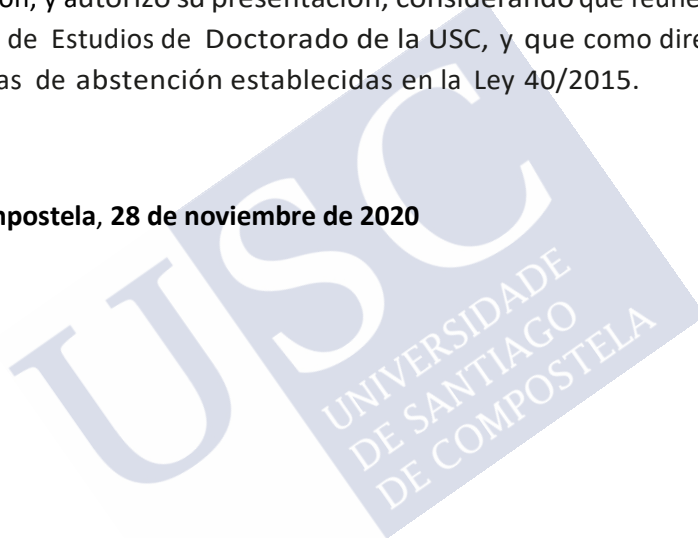 ón, y autorizo su presentación, considerando que reúne
de Estudios de Doctorado de la USC, y que como dire
as de abstención establecidas en la Ley 40/2015.
mpostela, 28 de noviembre de 2020
USC
UNIVERSIDADE
DE SANTIAGO
DE COMPOSTELA